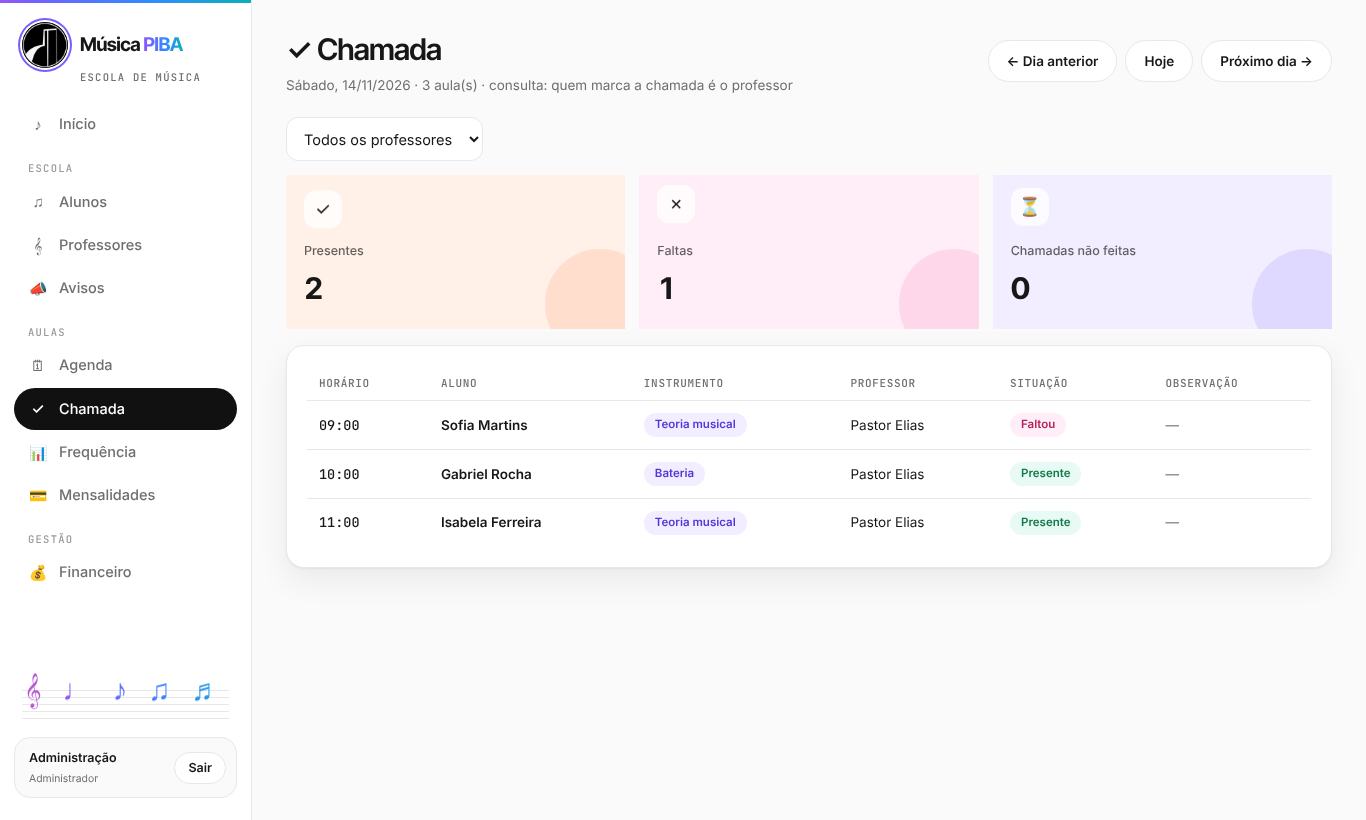 Música PIBA
ESCOLA DE MÚSICA
Início
ESCOLA
Alunos
Professores
Avisos
AULAS
Agenda
Chamada
Frequência
Mensalidades
GESTÃO
Financeiro
Administração
Administrador
Sair
✓ Chamada
Sábado, 14/11/2026 · 3 aula(s) · consulta: quem marca a chamada é o professor
← Dia anterior
Hoje
Próximo dia →
Todos os professores
Presentes
2
Faltas
1
Chamadas não feitas
0
HORÁRIO ALUNO INSTRUMENTO PROFESSOR SITUAÇÃO OBSERVAÇÃO
09:00 Sofia Martins Teoria musical Pastor Elias Faltou —
10:00 Gabriel Rocha Bateria Pastor Elias Presente —
11:00 Isabela Ferreira Teoria musical Pastor Elias Presente —